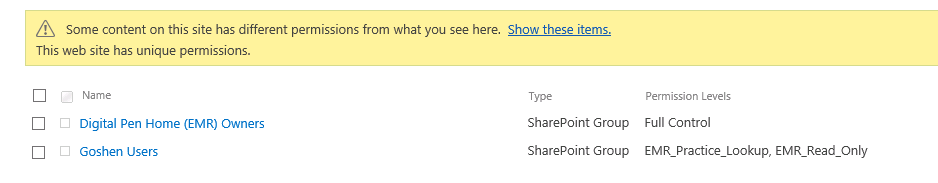 Some content on this site has different permissions from what you see here. Show these items.
This web site has unique permissions.
Name Type Permission Levels
Digital Pen Home (EMR) Owners SharePoint Group Full Control
Goshen Users SharePoint Group EMR_Practice_Lookup, EMR_Read_Only